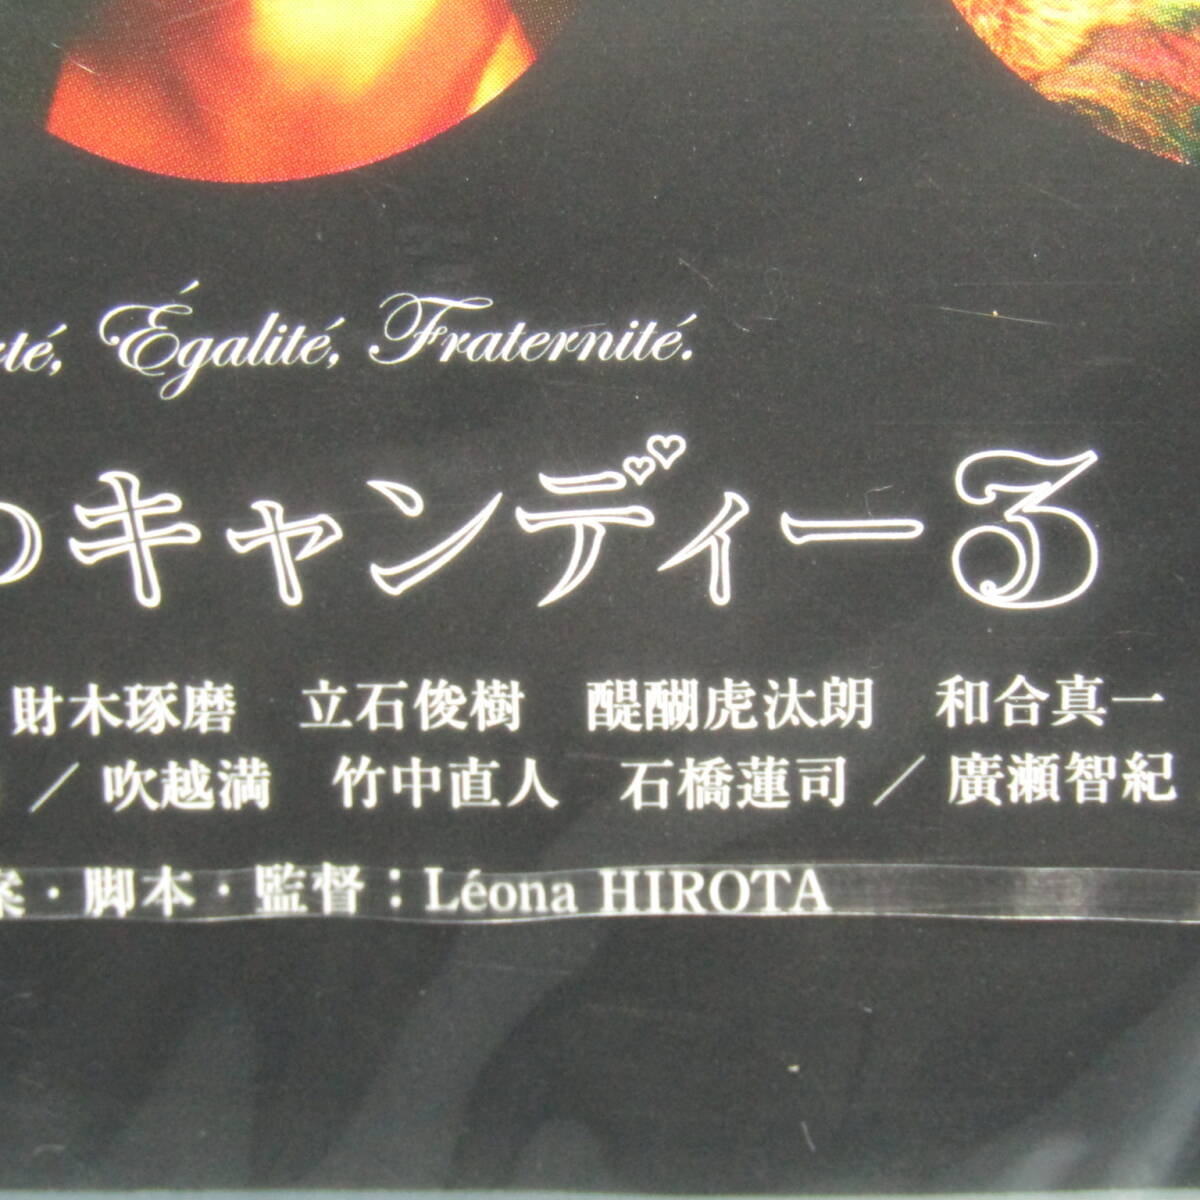 Égalité, Fraternité.
のキャンディー3
財木琢磨 立石俊樹 醍醐虎汰朗 和合真一
／吹越満 竹中直人 石橋蓮司／廣瀬智紀
案・脚本・監督：Léona HIROTA